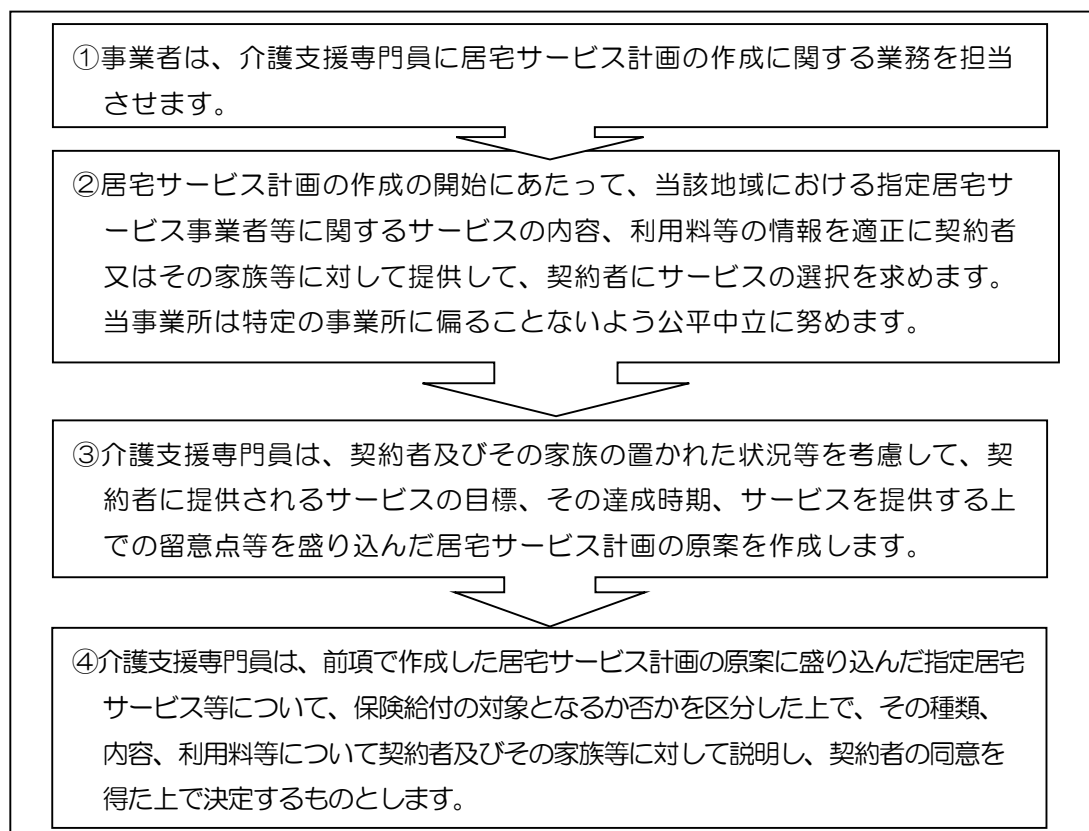 ①事業者は、介護支援専門員に居宅サービス計画の作成に関する業務を担当
させます。
②居宅サービス計画の作成の開始にあたって、当該地域における指定居宅サ
ービス事業者等に関するサービスの内容、利用料等の情報を適正に契約者
又はその家族等に対して提供して、契約者にサービスの選択を求めます。
当事業所は特定の事業所に偏ることないよう公平中立に努めます。
③介護支援専門員は、契約者及びその家族の置かれた状況等を考慮して、契
約者に提供されるサービスの目標、その達成時期、サービスを提供する上
での留意点等を盛り込んだ居宅サービス計画の原案を作成します。
④介護支援専門員は、前項で作成した居宅サービス計画の原案に盛り込んだ指定居宅
サービス等について、保険給付の対象となるか否かを区分した上で、その種類、
内容、利用料等について契約者及びその家族等に対して説明し、契約者の同意を
得た上で決定するものとします。